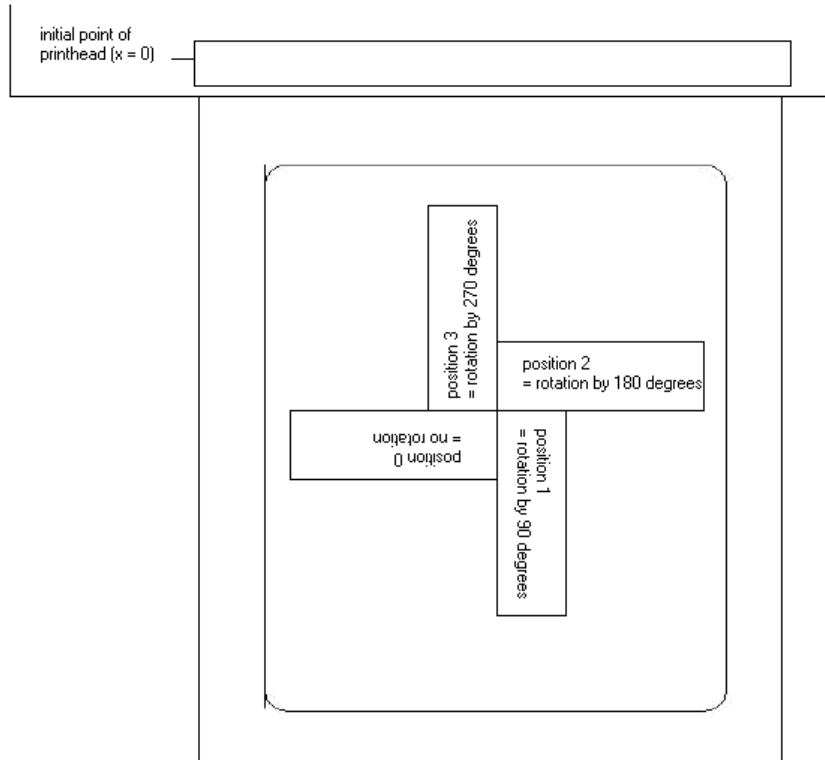 initial point of
printhead (x = 0)
position 3
= rotation by 270 degrees
position 2
= rotation by 180 degrees
position 0
= no rotation
position 1
= rotation by 90 degrees